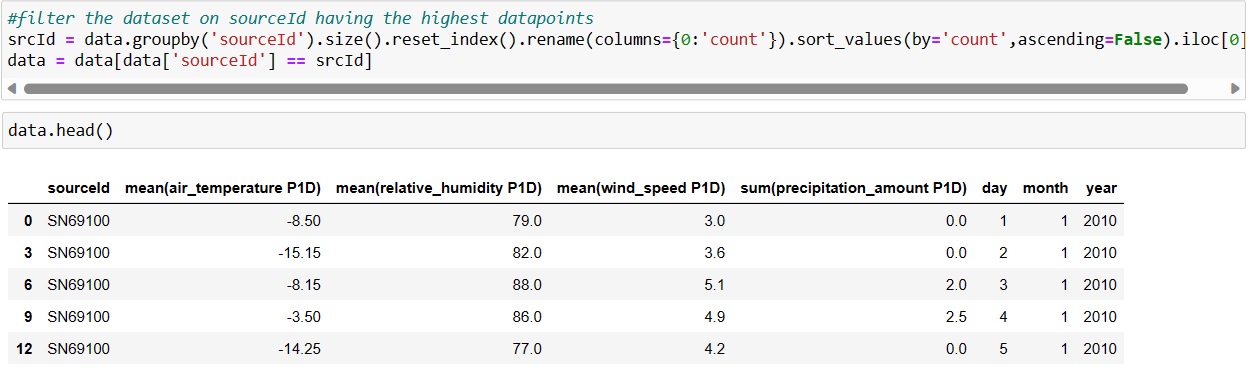 #filter the dataset on sourceId having the highest datapoints
srcId = data.groupby('sourceId').size().reset_index().rename(columns={0:'count'}).sort_values(by='count',ascending=False).iloc[0]
data = data[data['sourceId'] == srcId]
data.head()
sourceId mean(air_temperature P1D) mean(relative_humidity P1D) mean(wind_speed P1D) sum(precipitation_amount P1D) day month year
0 SN69100 -8.50 79.0 3.0 0.0 1 1 2010
3 SN69100 -15.15 82.0 3.6 0.0 2 1 2010
6 SN69100 -8.15 88.0 5.1 2.0 3 1 2010
9 SN69100 -3.50 86.0 4.9 2.5 4 1 2010
12 SN69100 -14.25 77.0 4.2 0.0 5 1 2010